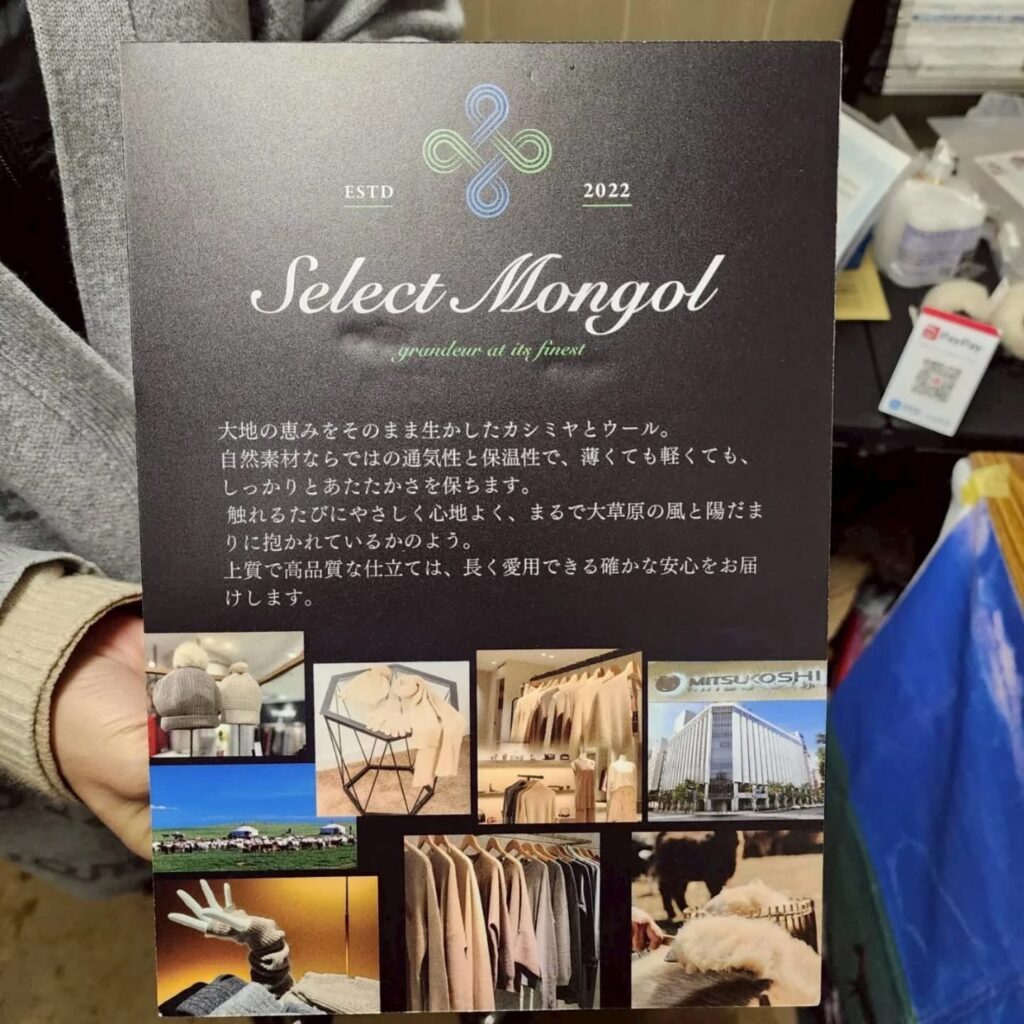 ESTD
2022
Select Mongol
grandeur at its finest
大地の恵みをそのまま生かしたカシミヤとウール。
自然素材ならではの通気性と保温性で、薄くても軽くても、
しっかりとあたたかさを保ちます。
触れるたびにやさしく心地よく、まるで大草原の風と陽だま
りに抱かれているかのよう。
上質で高品質な仕立ては、長く愛用できる確かな安心をお届
けします。
MITSUKOSHI
PayPay